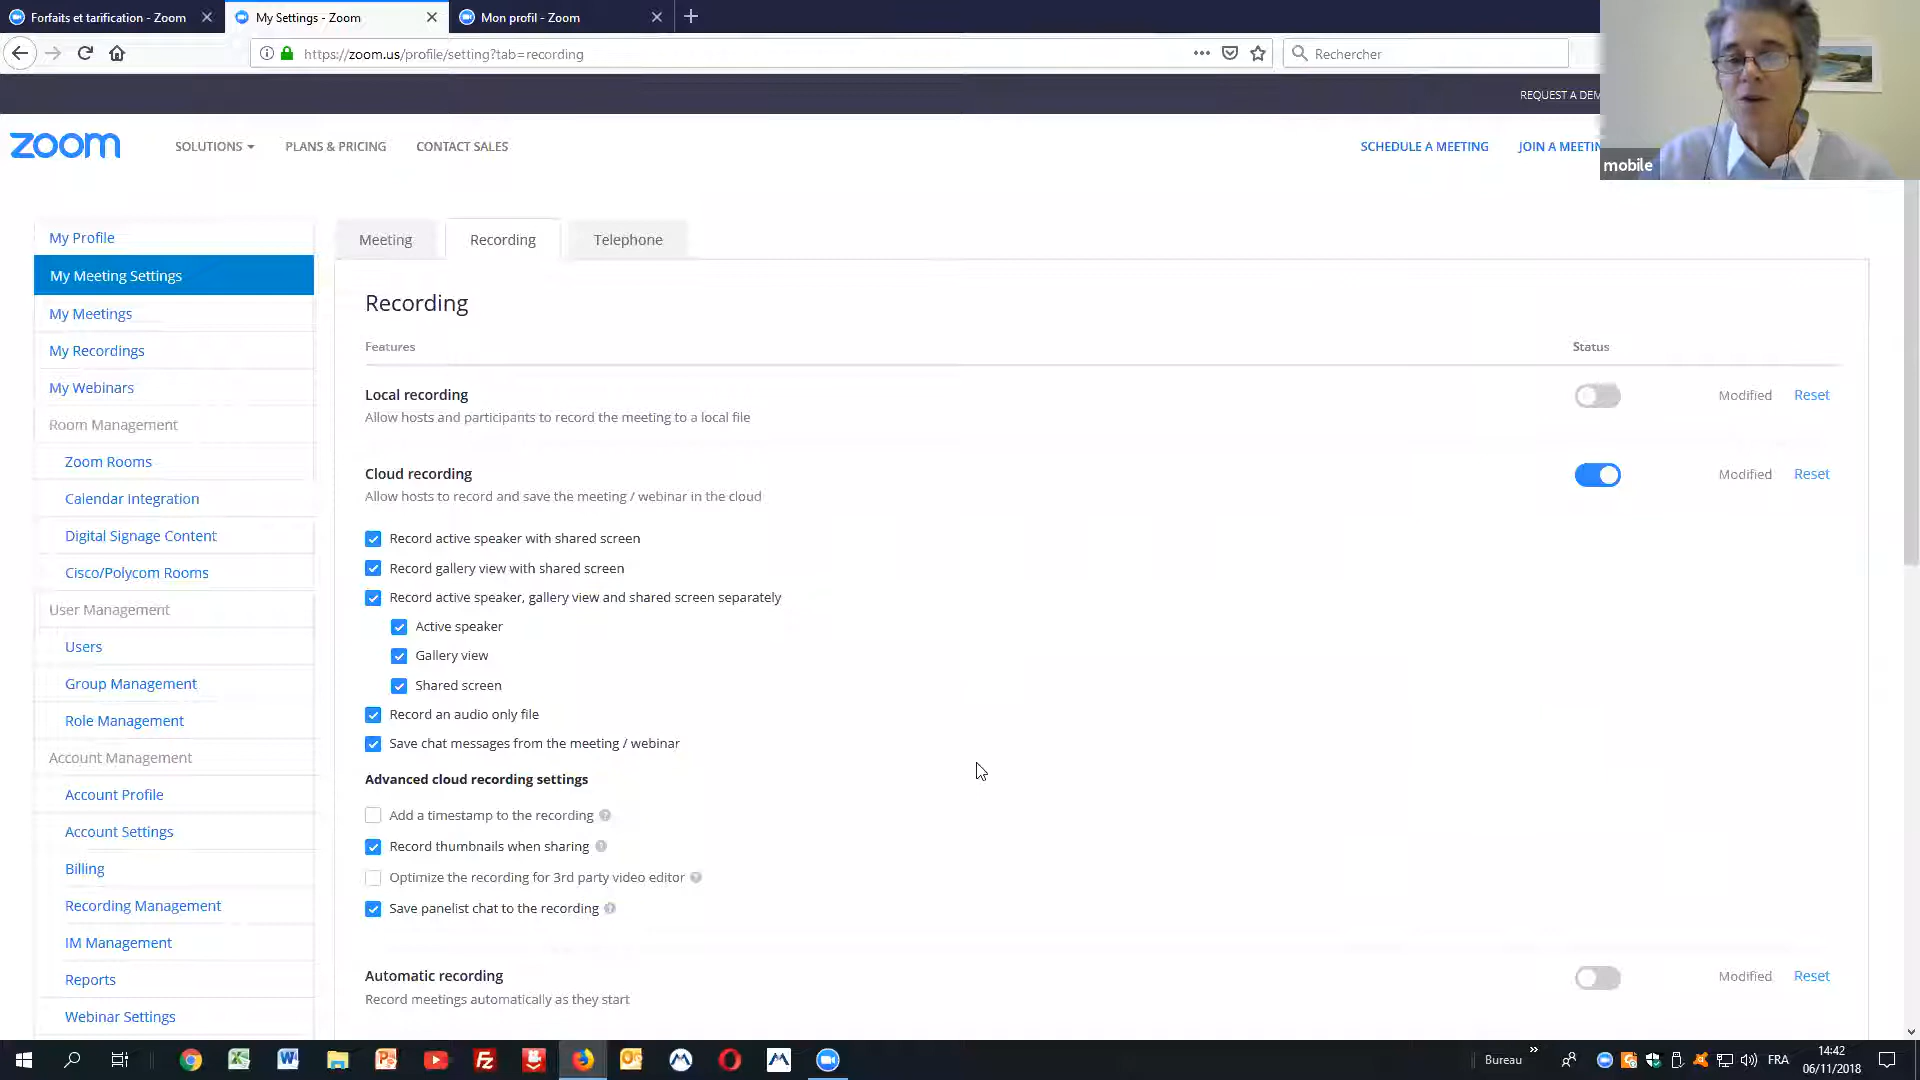 Forfaits et tarification - Zoom
My Settings - Zoom
Mon profil - Zoom
https://zoom.us/profile/setting?tab=recording
Rechercher
REQUEST A DEM
zoom
SOLUTIONS
PLANS & PRICING
CONTACT SALES
SCHEDULE A MEETING
JOIN A MEETIN
mobile
My Profile
My Meeting Settings
My Meetings
My Recordings
My Webinars
Room Management
Zoom Rooms
Calendar Integration
Digital Signage Content
Cisco/Polycom Rooms
User Management
Users
Group Management
Role Management
Account Management
Account Profile
Account Settings
Billing
Recording Management
IM Management
Reports
Webinar Settings
Meeting
Recording
Telephone
Recording
Features
Status
Local recording
Modified
Reset
Allow hosts and participants to record the meeting to a local file
Cloud recording
Modified
Reset
Allow hosts to record and save the meeting / webinar in the cloud
Record active speaker with shared screen
Record gallery view with shared screen
Record active speaker, gallery view and shared screen separately
Active speaker
Gallery view
Shared screen
Record an audio only file
Save chat messages from the meeting / webinar
Advanced cloud recording settings
Add a timestamp to the recording
Record thumbnails when sharing
Optimize the recording for 3rd party video editor
Save panelist chat to the recording
Automatic recording
Modified
Reset
Record meetings automatically as they start
Bureau
FRA
14:42
06/11/2018